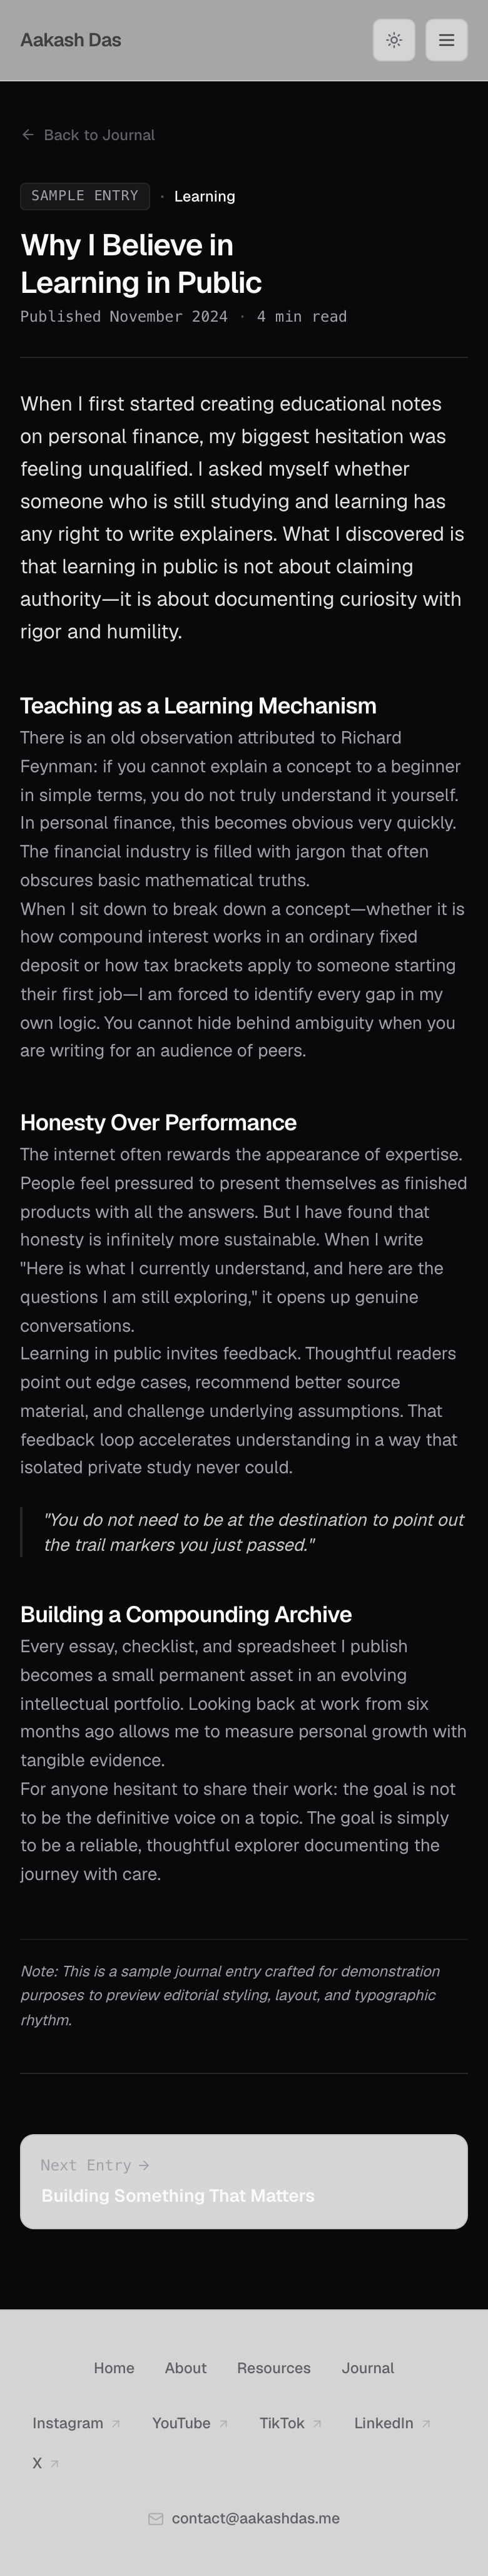 Aakash Das
← Back to Journal
SAMPLE ENTRY · Learning
Why I Believe in
Learning in Public
Published November 2024 · 4 min read
When I first started creating educational notes
on personal finance, my biggest hesitation was
feeling unqualified. I asked myself whether
someone who is still studying and learning has
any right to write explainers. What I discovered is
that learning in public is not about claiming
authority—it is about documenting curiosity with
rigor and humility.
Teaching as a Learning Mechanism
There is an old observation attributed to Richard
Feynman: if you cannot explain a concept to a beginner
in simple terms, you do not truly understand it yourself.
In personal finance, this becomes obvious very quickly.
The financial industry is filled with jargon that often
obscures basic mathematical truths.
When I sit down to break down a concept—whether it is
how compound interest works in an ordinary fixed
deposit or how tax brackets apply to someone starting
their first job—I am forced to identify every gap in my
own logic. You cannot hide behind ambiguity when you
are writing for an audience of peers.
Honesty Over Performance
The internet often rewards the appearance of expertise.
People feel pressured to present themselves as finished
products with all the answers. But I have found that
honesty is infinitely more sustainable. When I write
"Here is what I currently understand, and here are the
questions I am still exploring," it opens up genuine
conversations.
Learning in public invites feedback. Thoughtful readers
point out edge cases, recommend better source
material, and challenge underlying assumptions. That
feedback loop accelerates understanding in a way that
isolated private study never could.
"You do not need to be at the destination to point out
the trail markers you just passed."
Building a Compounding Archive
Every essay, checklist, and spreadsheet I publish
becomes a small permanent asset in an evolving
intellectual portfolio. Looking back at work from six
months ago allows me to measure personal growth with
tangible evidence.
For anyone hesitant to share their work: the goal is not
to be the definitive voice on a topic. The goal is simply
to be a reliable, thoughtful explorer documenting the
journey with care.
Note: This is a sample journal entry crafted for demonstration
purposes to preview editorial styling, layout, and typographic
rhythm.
Next Entry →
Building Something That Matters
Home About Resources Journal
Instagram ↗ YouTube ↗ TikTok ↗ LinkedIn ↗
X ↗
contact@aakashdas.me